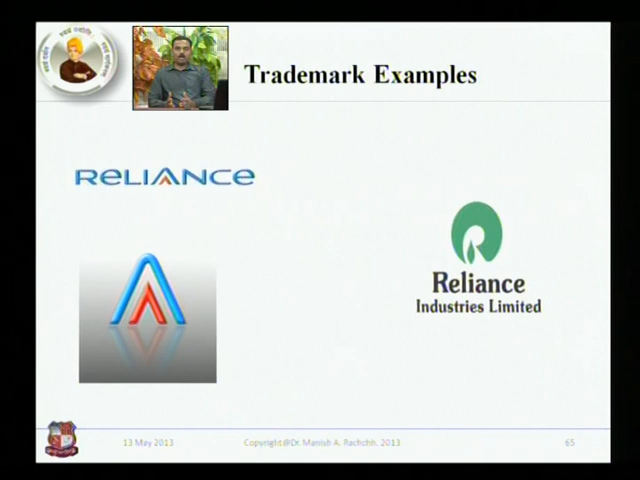 Trademark Examples
RELIANCE
Reliance
Industries Limited
13 May 2013
Copyright @Dr. Manish A. Rachchh. 2013
65